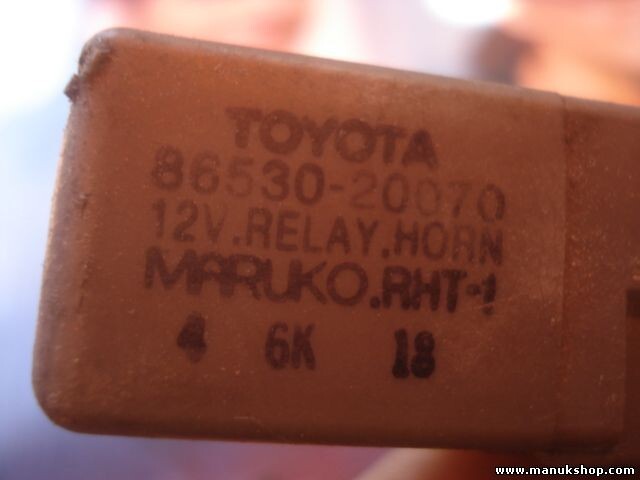 TOYOTA
86530-20070
12V.RELAY.HORN
MARUKO.RHT-1
4 6K 18
www.manukshop.com